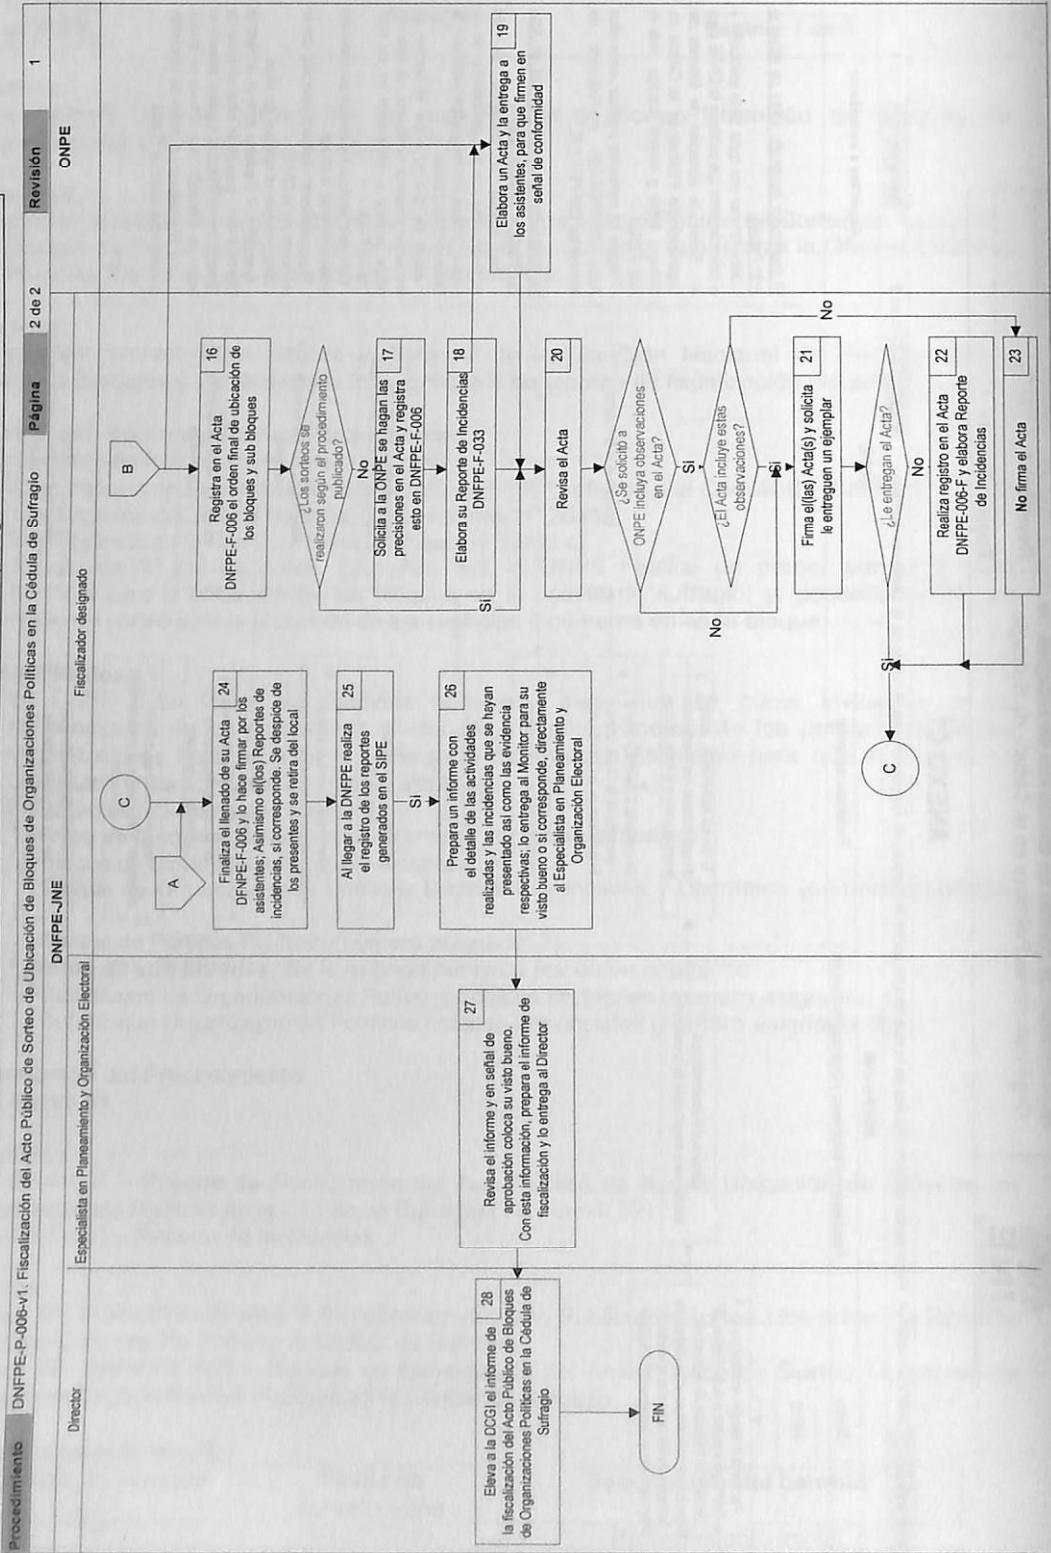 Procedimiento DNFPE-P-006-v1. Fiscalización del Acto Público de Sorteo de Ubicación de Bloques de Organizaciones Políticas en la Cédula de Sufragio Página 2 de 2 Revisión 1
DNFPE-JNE
ONPE
Director
Especialista en Planeamiento y Organización Electoral
Fiscalizador designado
B
16
Registra en el Acta
DNFPE-F-006 el orden final de ubicación de
los bloques y sub bloques
¿Los sorteos se
realizaron según el procedimiento
publicado?
No
Si
17
Solicita a la ONPE se hagan las
precisiones en el Acta y registra
esto en DNFPE-F-006
18
Elabora su Reporte de Incidencias
DNFPE-F-033
19
Elabora un Acta y la entrega a
los asistentes, para que firmen en
señal de conformidad
20
Revisa el Acta
¿Se solicitó a
ONPE incluya observaciones
en el Acta?
Si
No
¿El Acta incluye estas
observaciones?
Si
No
21
Firma el(las) Acta(s) y solicita
le entreguen un ejemplar
¿Le entregan el Acta?
Si
No
22
Realiza registro en el Acta
DNFPE-006-F y elabora Reporte
de Incidencias
23
No firma el Acta
C
C
A
24
Finaliza el llenado de su Acta
DFNPE-F-006 y lo hace firmar por los
asistentes; Asimismo el(los) Reportes de
incidencias, si corresponde. Se despide de
los presentes y se retira del local
25
Al llegar a la DNFPE realiza
el registro de los reportes
generados en el SIPE
Si
26
Prepara un informe con
el detalle de las actividades
realizadas y las incidencias que se hayan
presentado así como las evidencia
respectivas; lo entrega al Monitor para su
visto bueno o si corresponde, directamente
al Especialista en Planeamiento y
Organización Electoral
27
Revisa el informe y en señal de
aprobación coloca su visto bueno.
Con esta información, prepara el informe de
fiscalización y lo entrega al Director
28
Eleva a la DCGI el informe de
la fiscalización del Acto Público de Bloques
de Organizaciones Políticas en la Cédula de
Sufragio
FIN